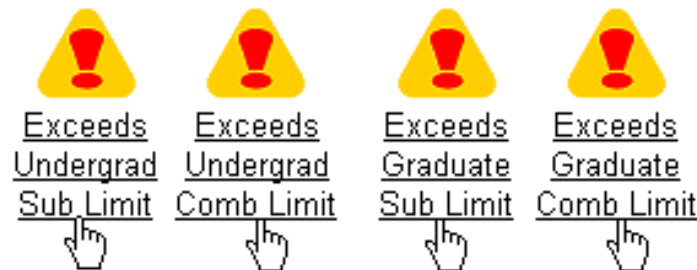 Exceeds
Undergrad
Sub Limit
Exceeds
Undergrad
Comb Limit
Exceeds
Graduate
Sub Limit
Exceeds
Graduate
Comb Limit